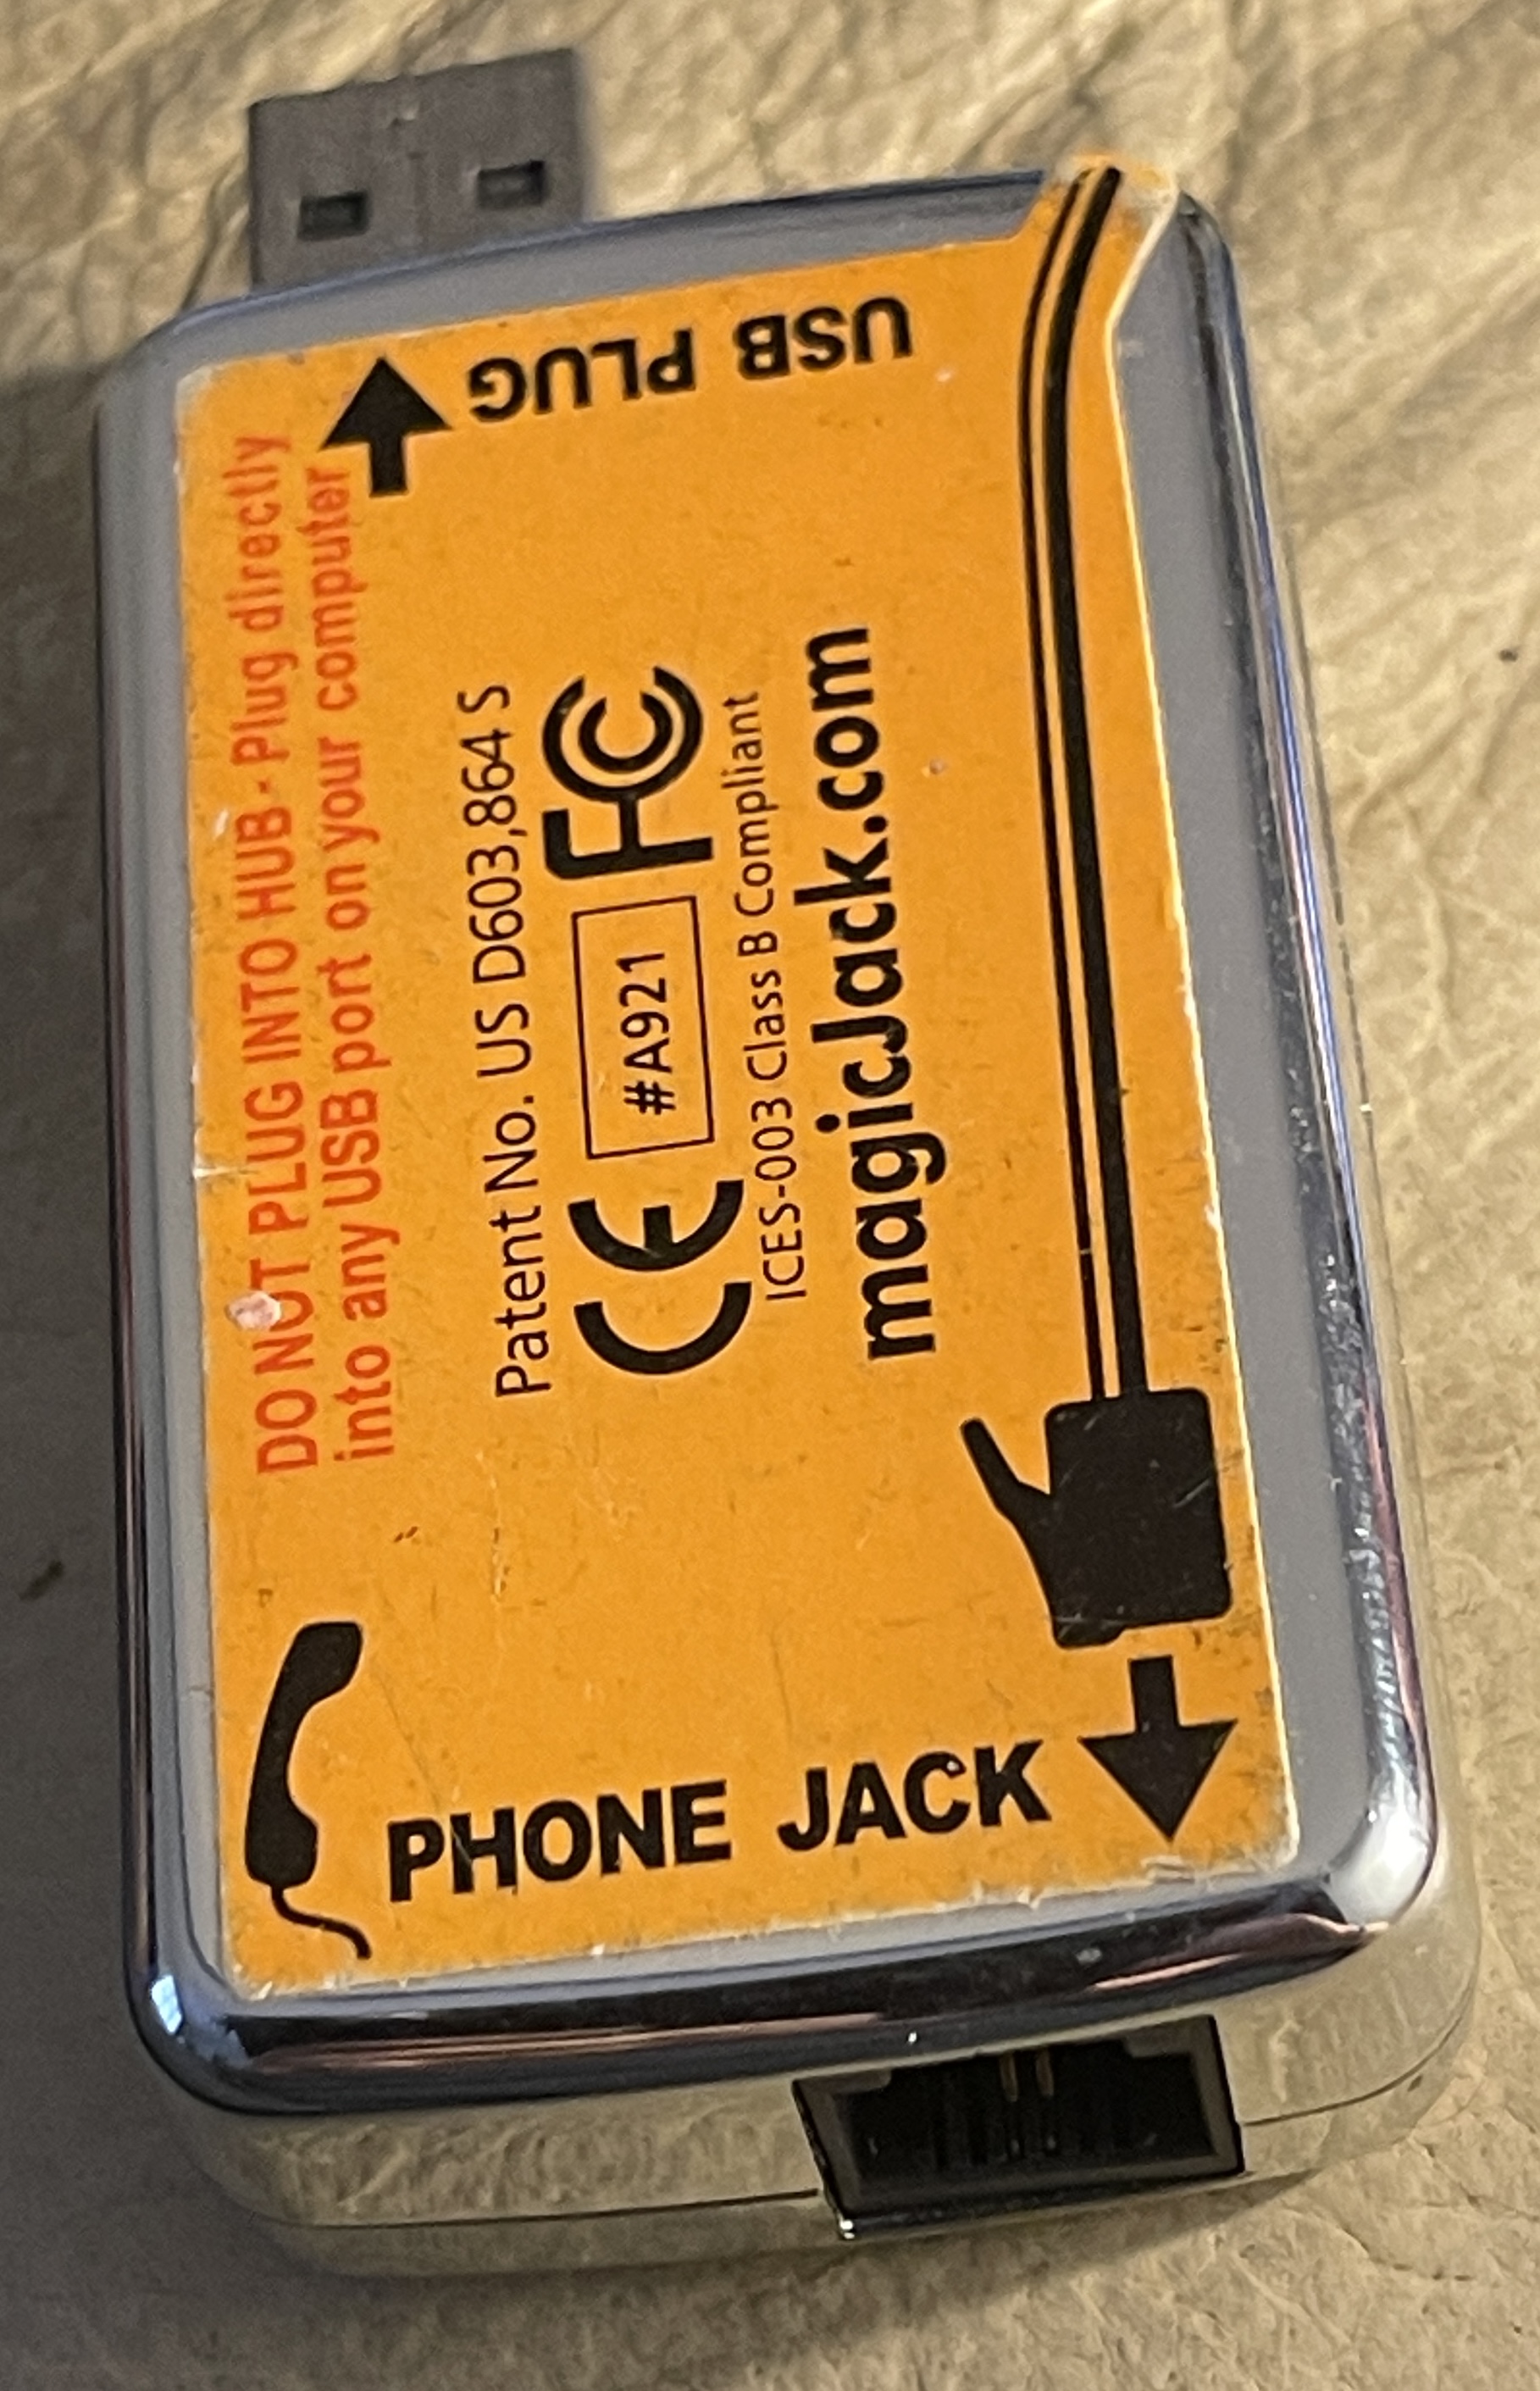 USB PLUG
DO NOT PLUG INTO HUB - Plug directly
into any USB port on your computer
Patent No. US D603,864 S
CE #A921 FC
ICES-003 Class B Compliant
magicJack.com
PHONE JACK